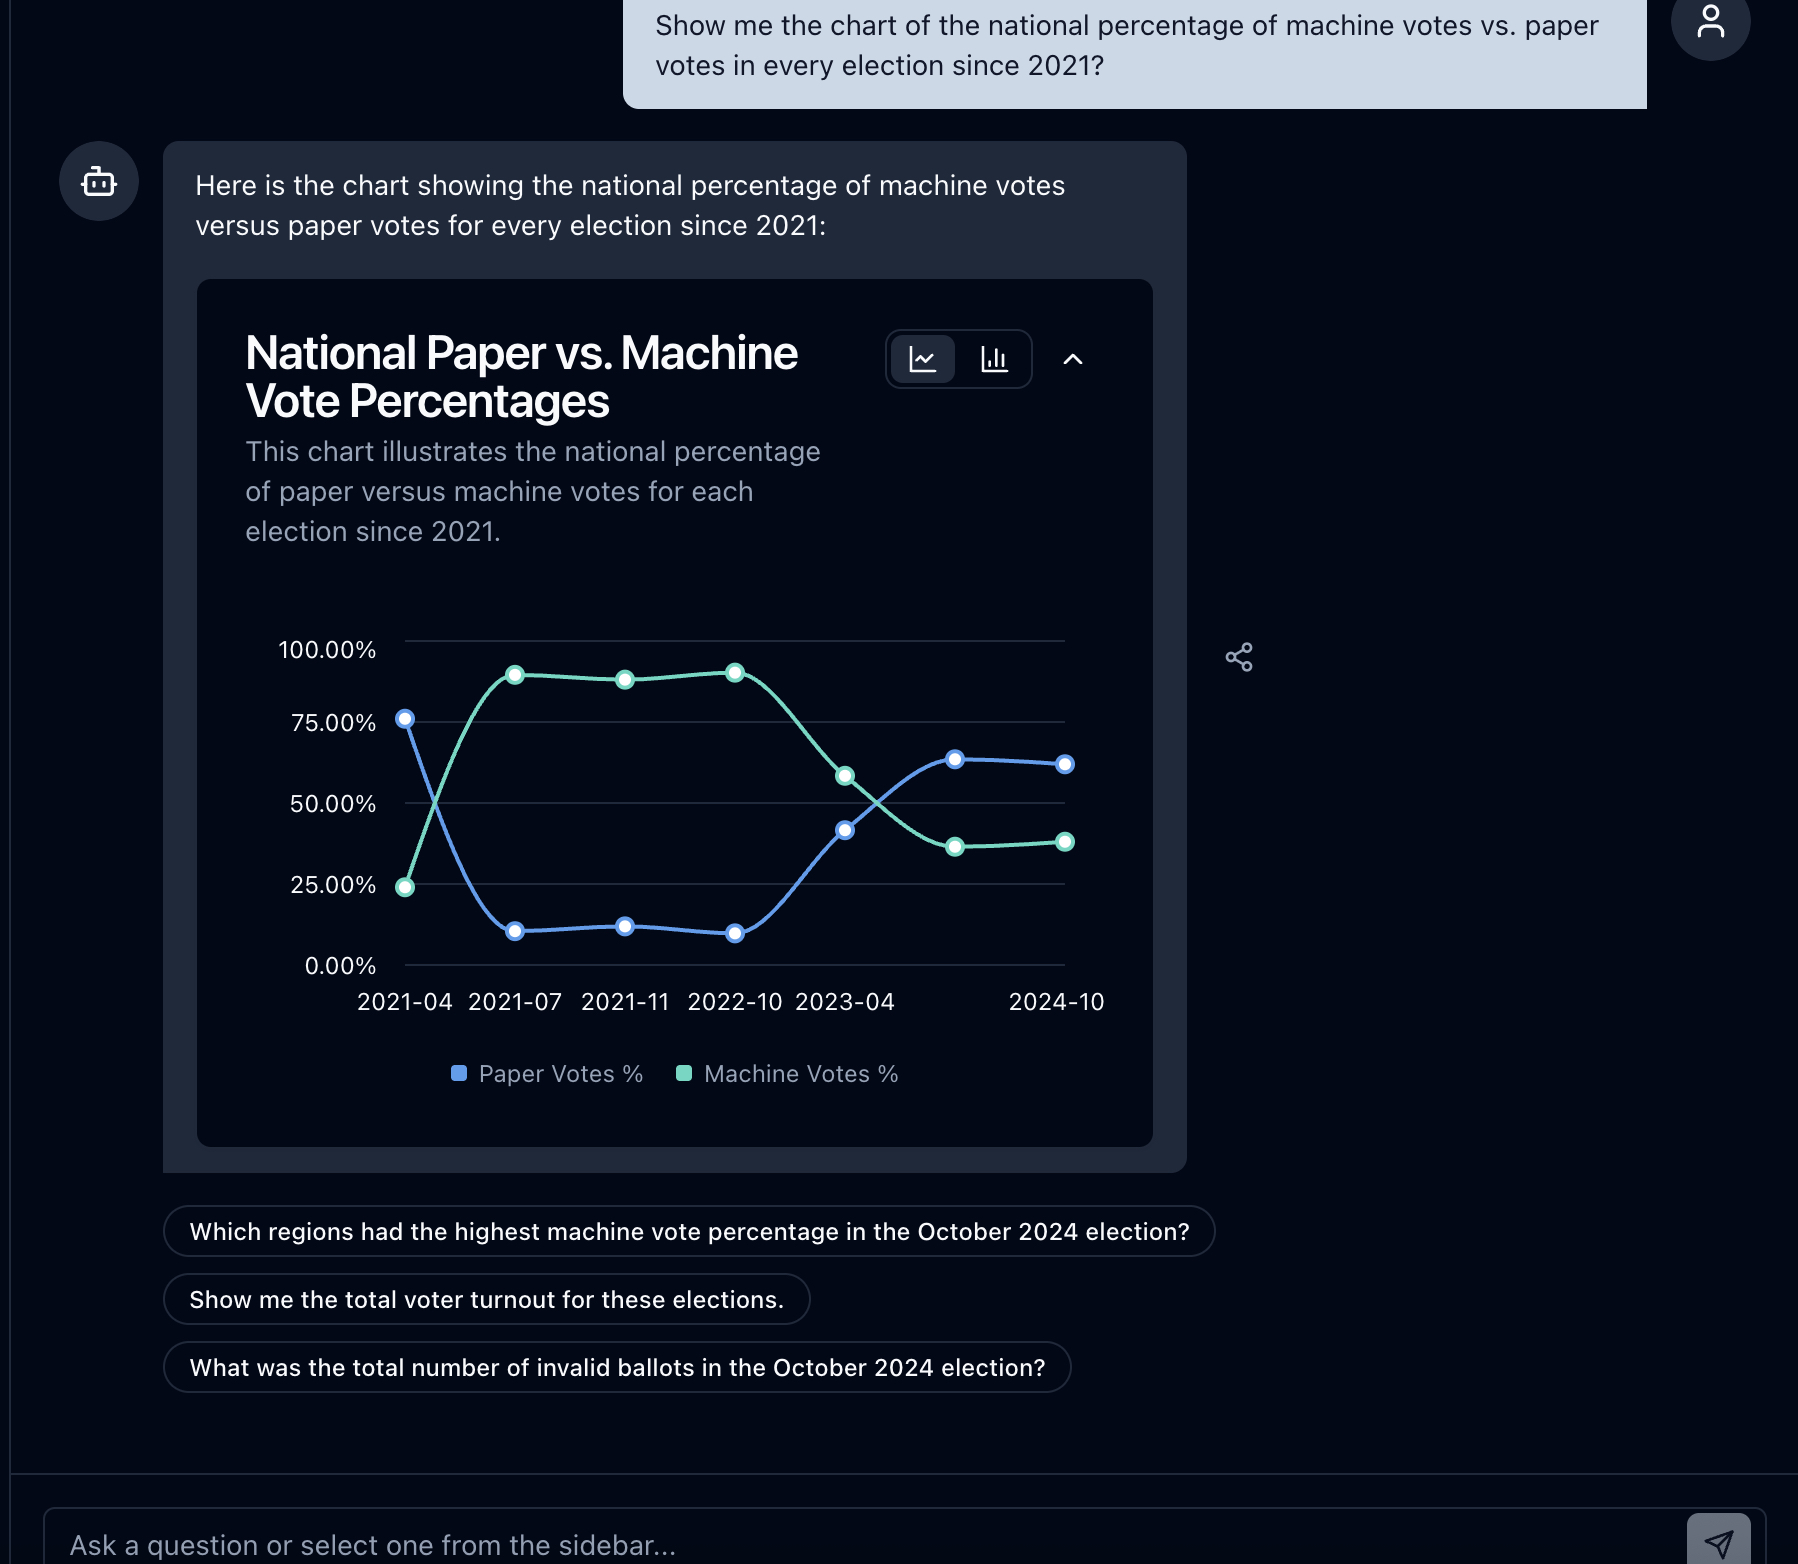 Show me the chart of the national percentage of machine votes vs. paper
votes in every election since 2021?
Here is the chart showing the national percentage of machine votes
versus paper votes for every election since 2021:
National Paper vs. Machine
Vote Percentages
This chart illustrates the national percentage
of paper versus machine votes for each
election since 2021.
100.00%
75.00%
50.00%
25.00%
0.00%
2021-04 2021-07 2021-11 2022-10 2023-04 2024-10
Paper Votes % Machine Votes %
Which regions had the highest machine vote percentage in the October 2024 election?
Show me the total voter turnout for these elections.
What was the total number of invalid ballots in the October 2024 election?
Ask a question or select one from the sidebar...